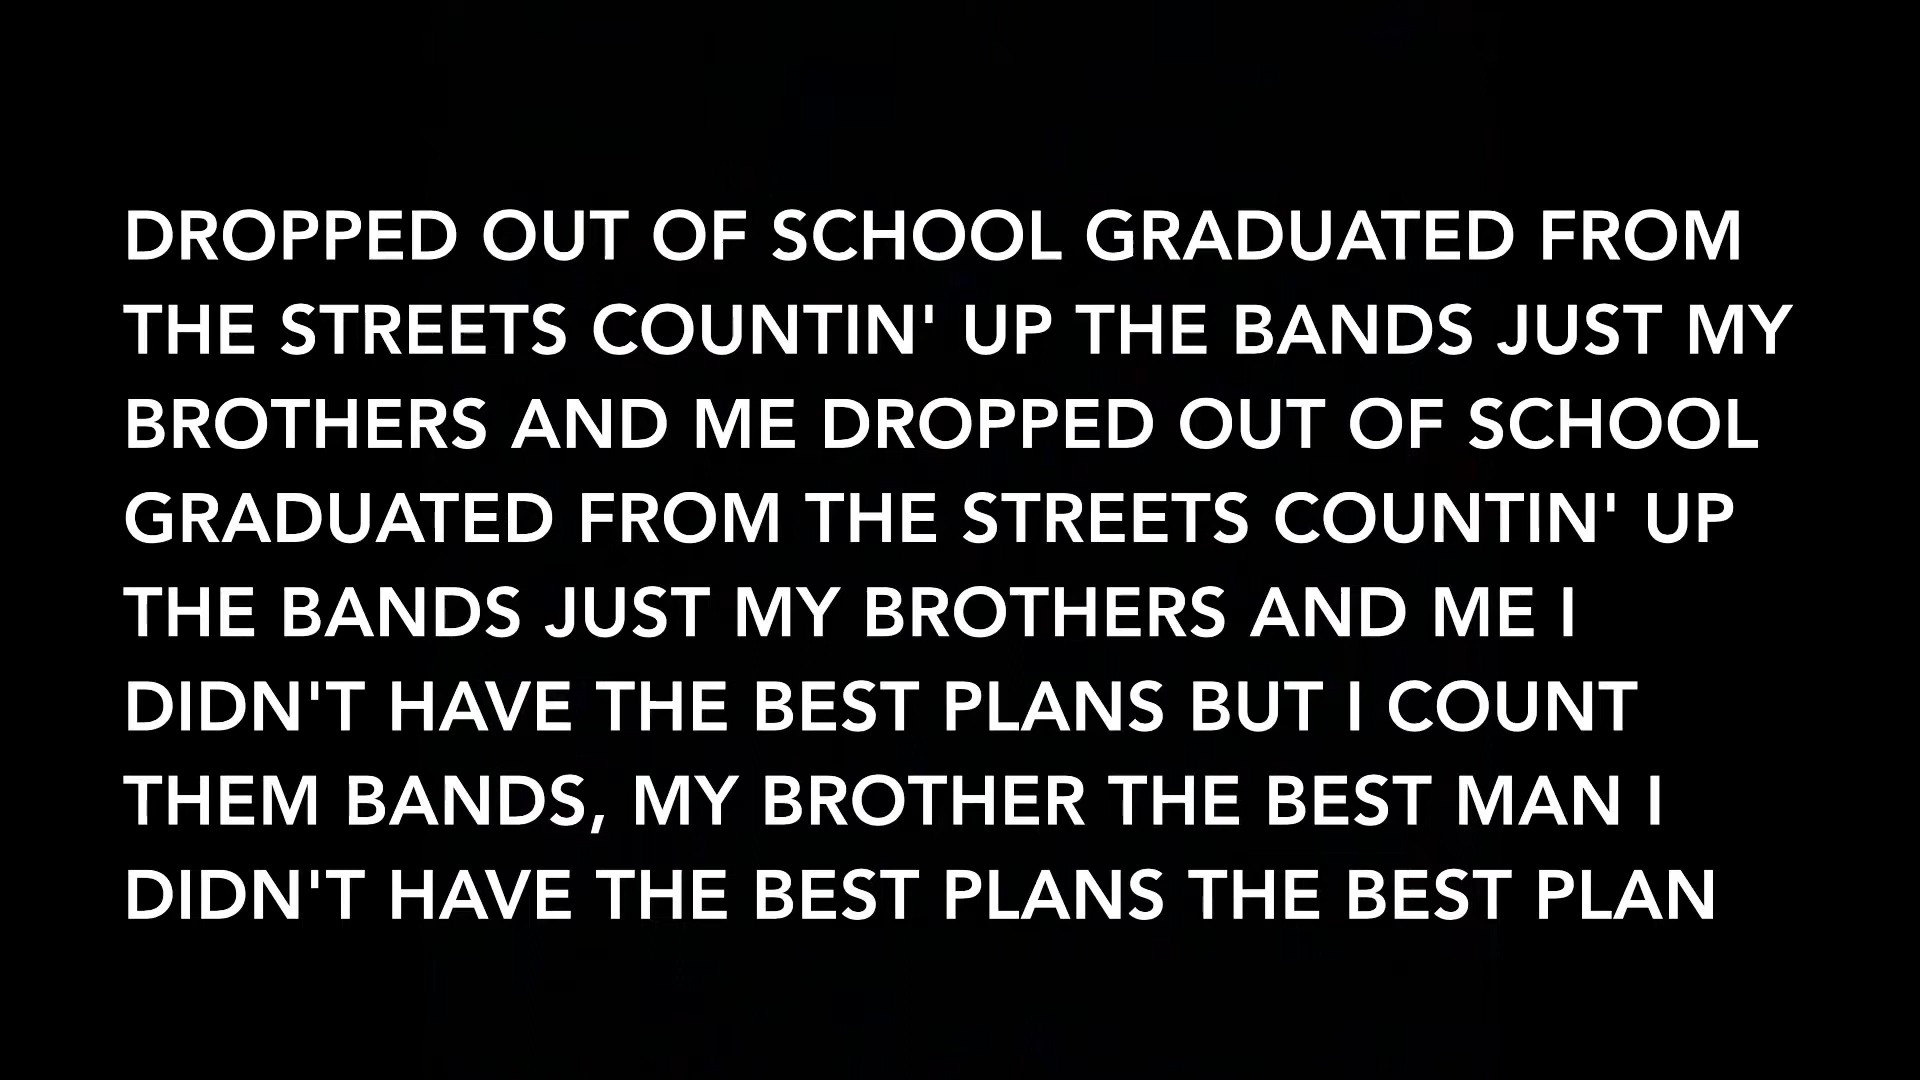 DROPPED OUT OF SCHOOL GRADUATED FROM
THE STREETS COUNTIN' UP THE BANDS JUST MY
BROTHERS AND ME DROPPED OUT OF SCHOOL
GRADUATED FROM THE STREETS COUNTIN' UP
THE BANDS JUST MY BROTHERS AND ME I
DIDN'T HAVE THE BEST PLANS BUT I COUNT
THEM BANDS, MY BROTHER THE BEST MAN I
DIDN'T HAVE THE BEST PLANS THE BEST PLAN